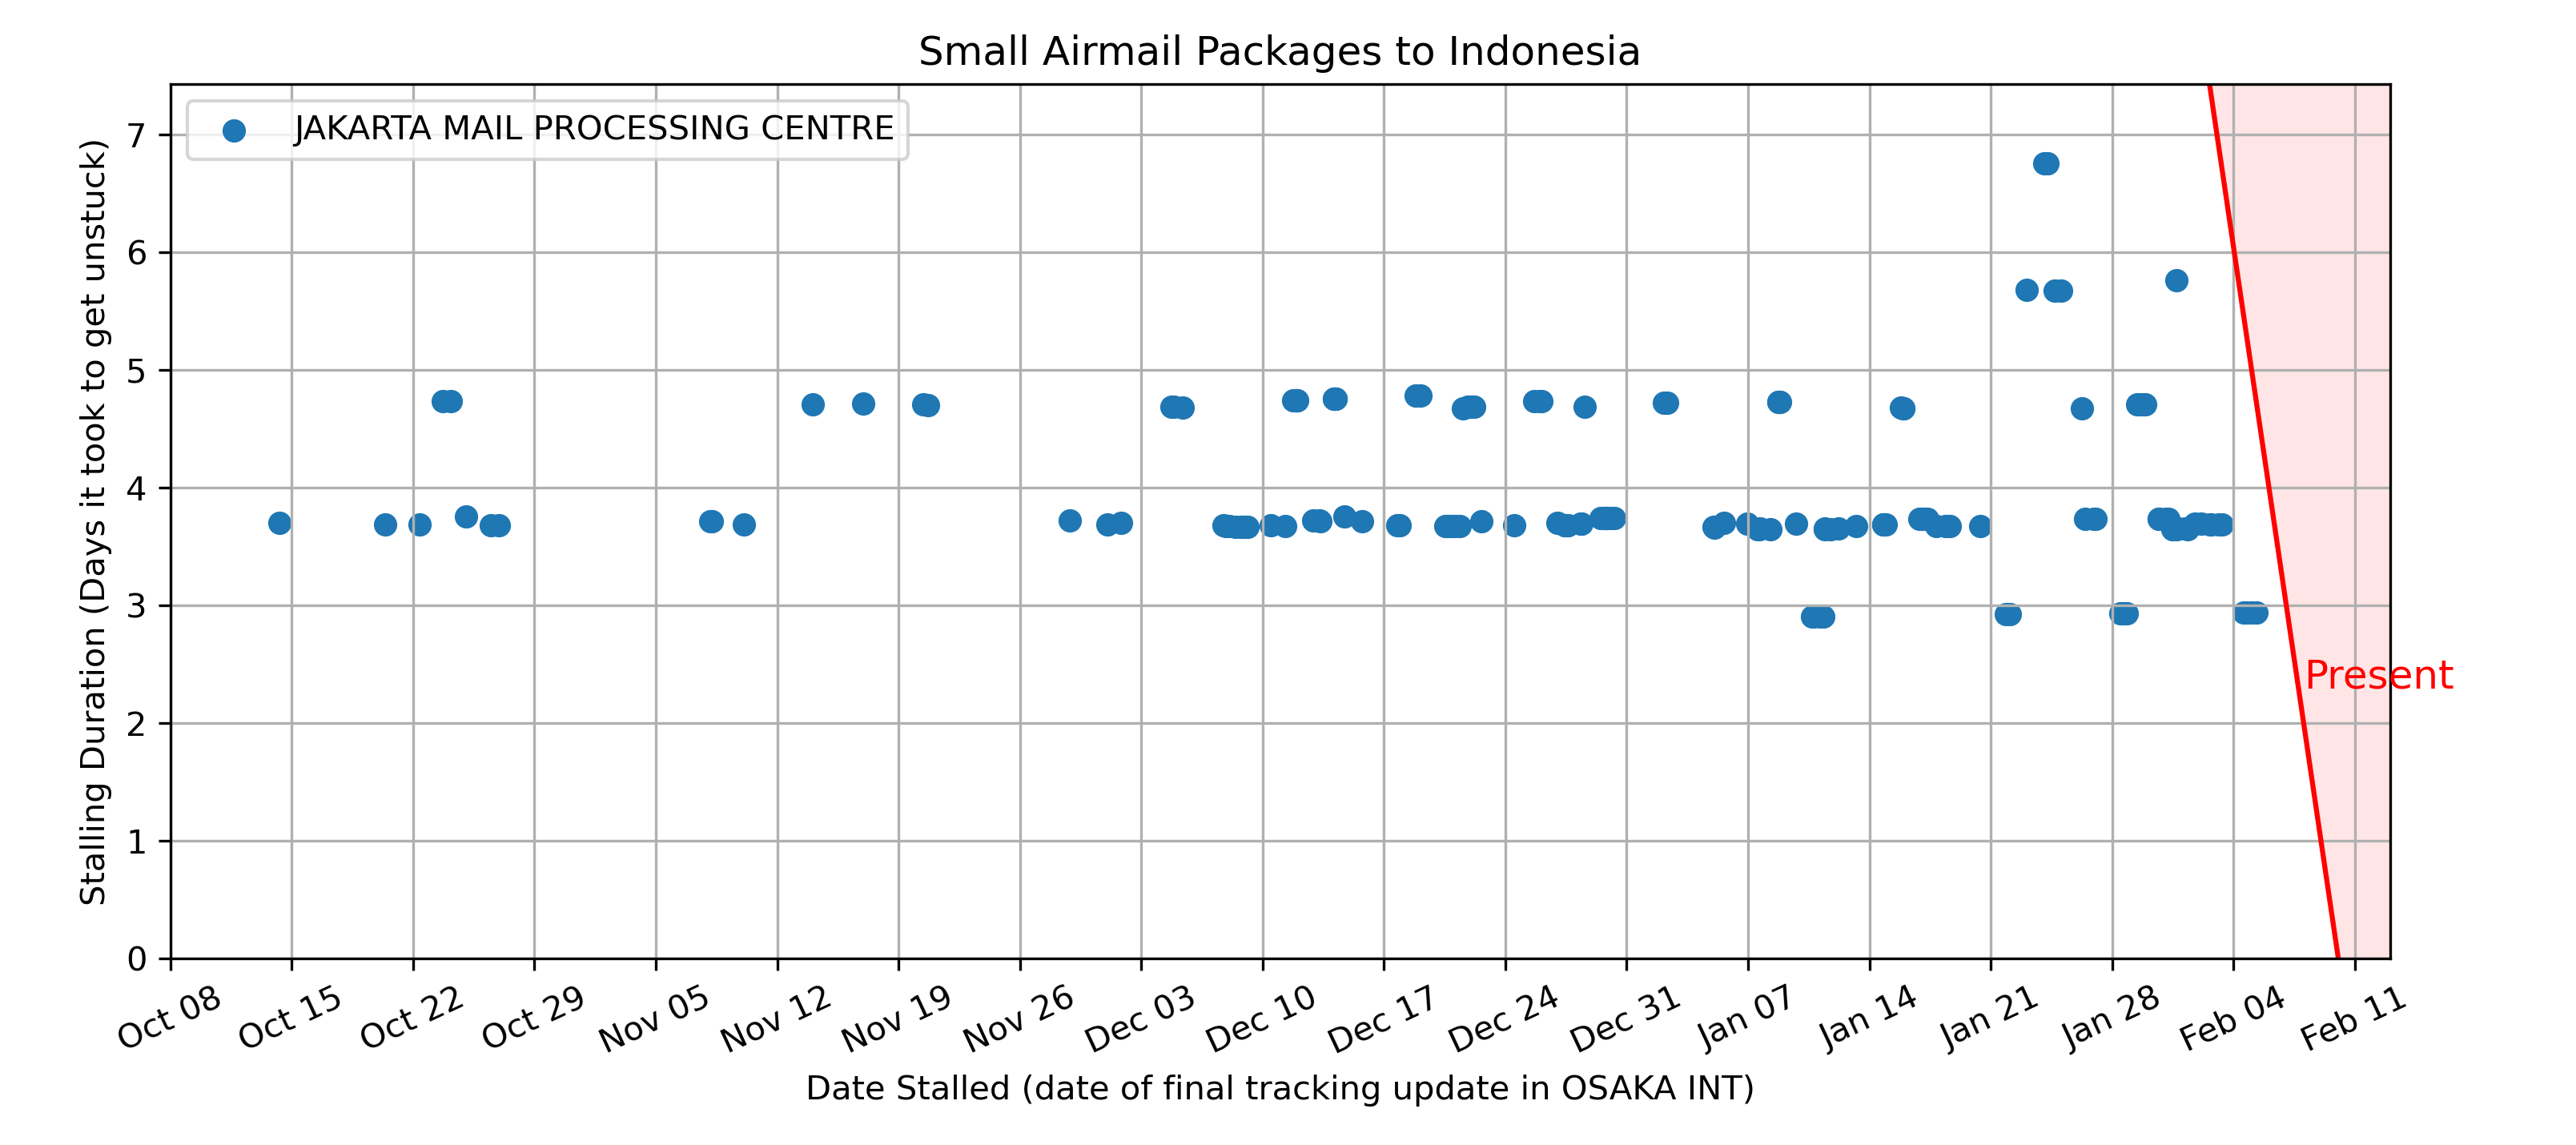 Small Airmail Packages to Indonesia
JAKARTA MAIL PROCESSING CENTRE
Stalling Duration (Days it took to get unstuck)
7
6
5
4
3
2
1
0
Present
Oct 08
Oct 15
Oct 22
Oct 29
Nov 05
Nov 12
Nov 19
Nov 26
Dec 03
Dec 10
Dec 17
Dec 24
Dec 31
Jan 07
Jan 14
Jan 21
Jan 28
Feb 04
Feb 11
Date Stalled (date of final tracking update in OSAKA INT)